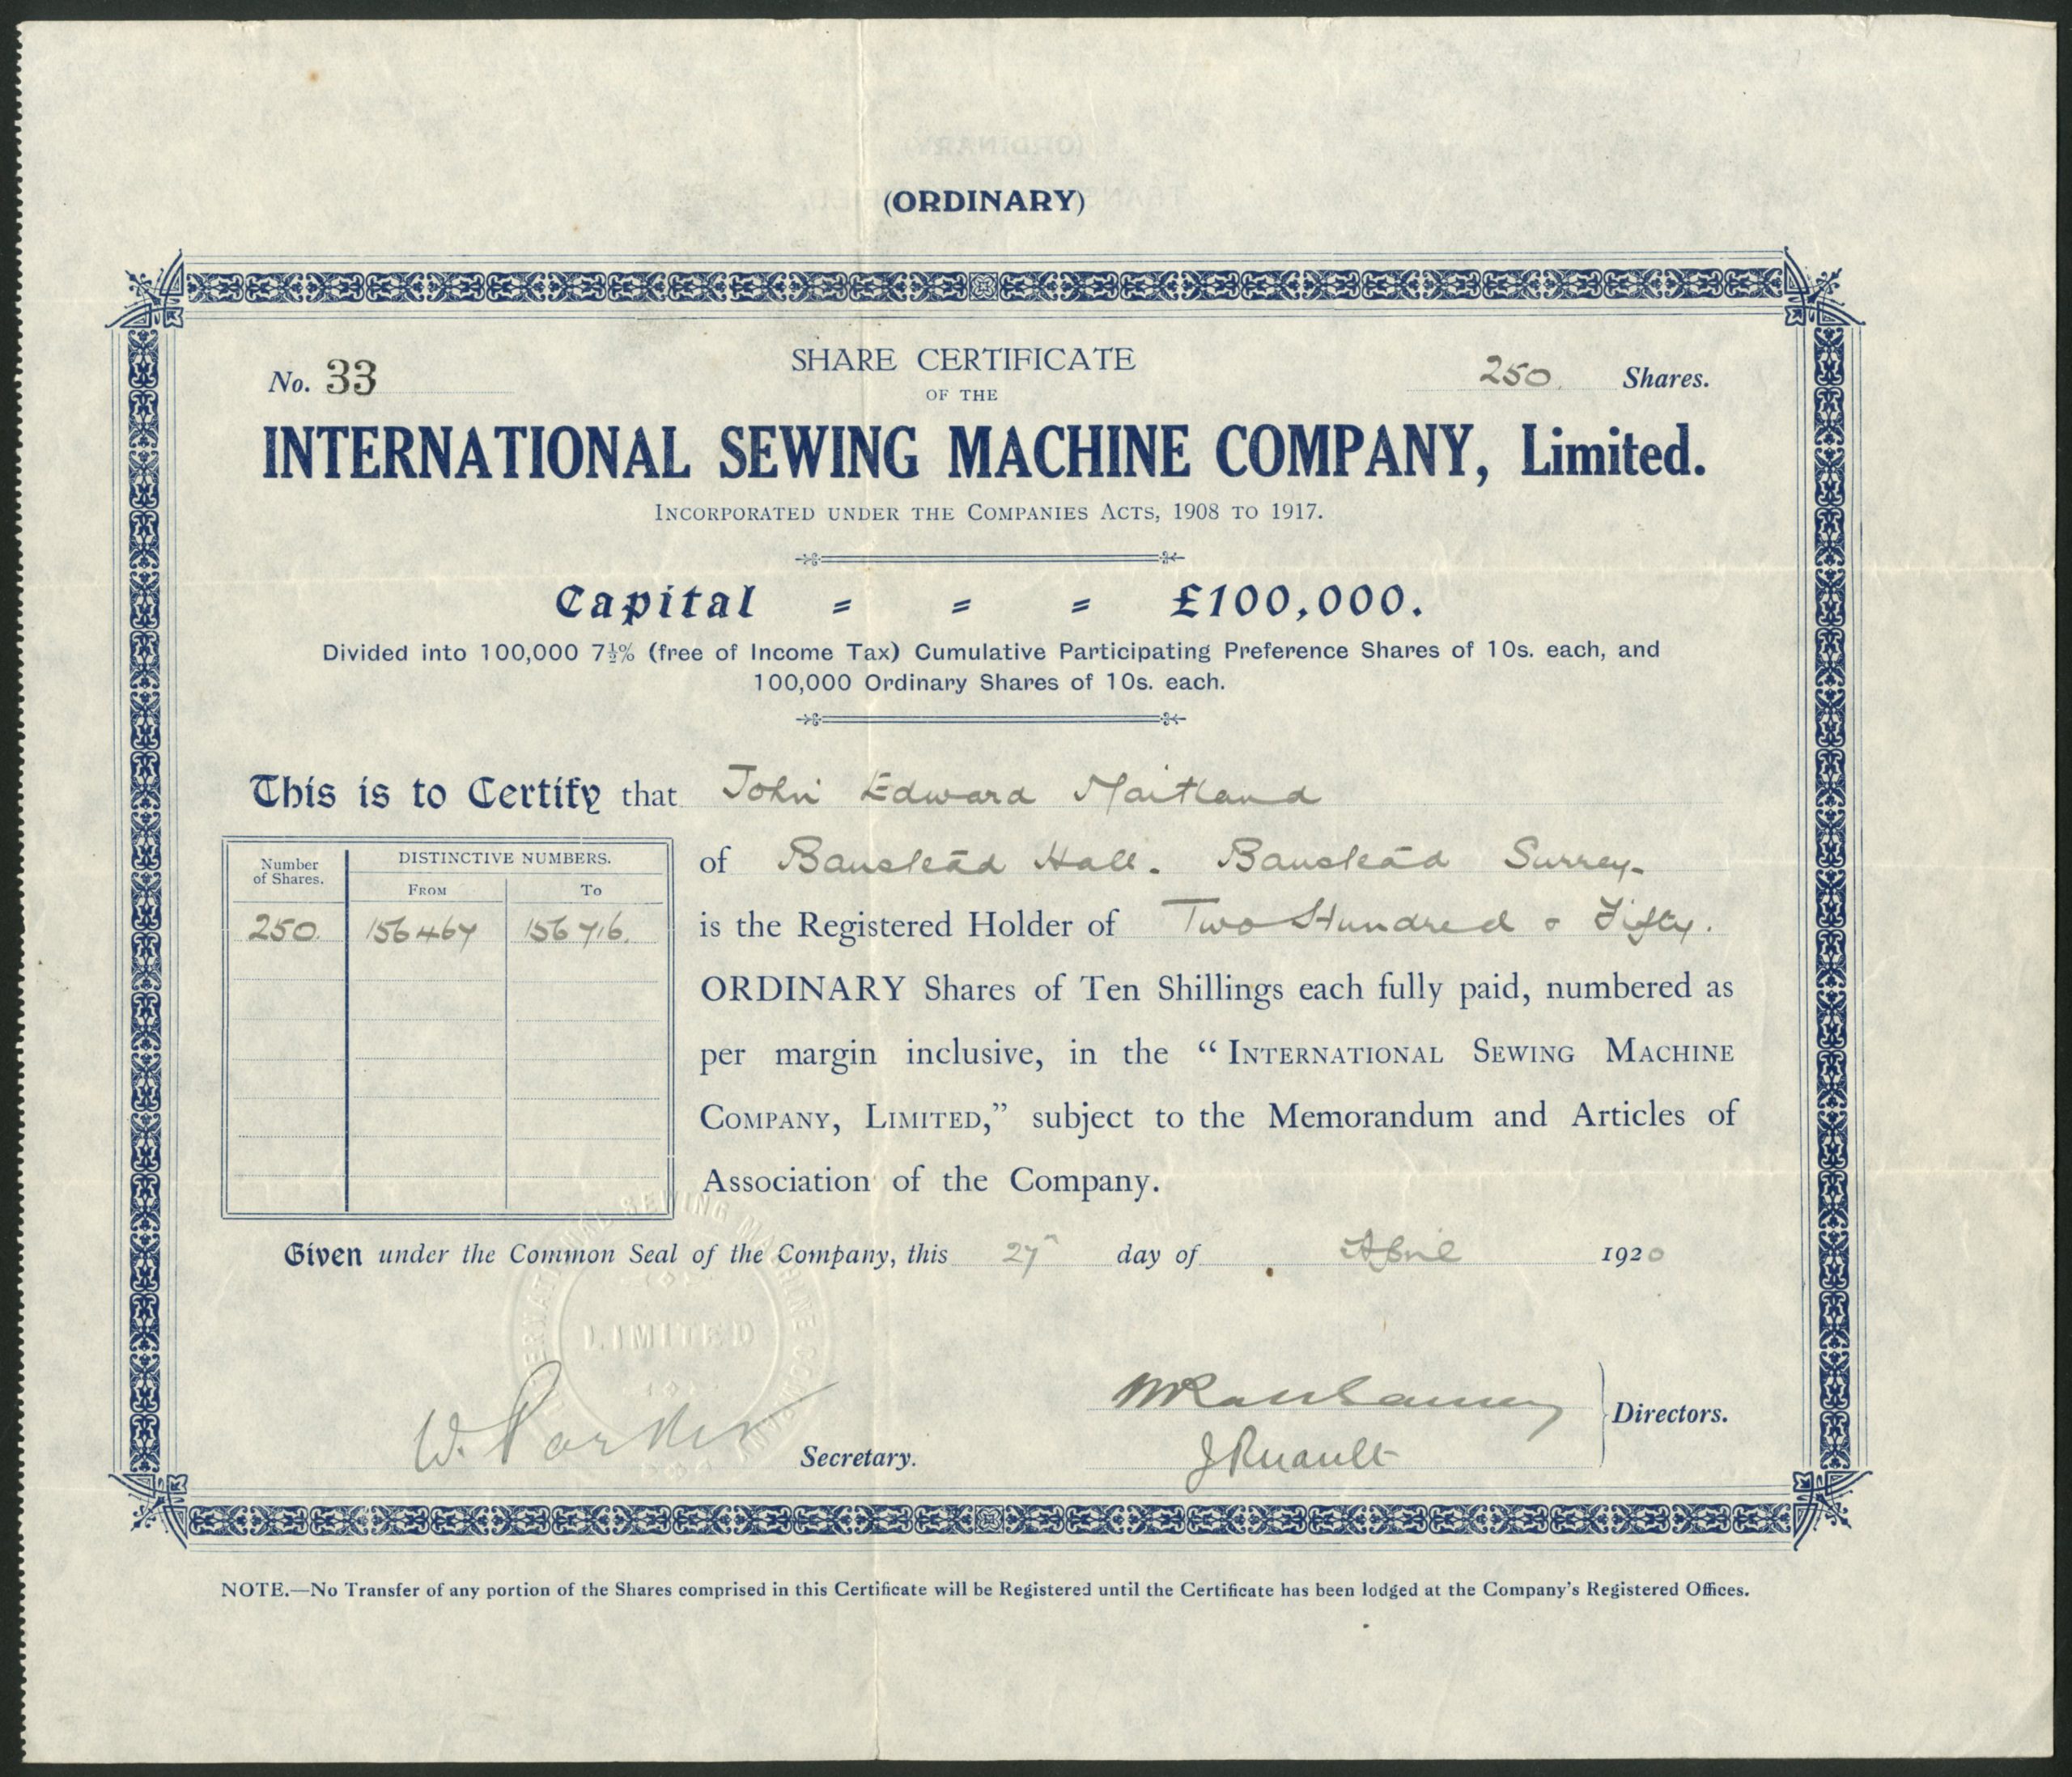 (ORDINARY)
No. 33
SHARE CERTIFICATE
250. Shares.
OF THE
INTERNATIONAL SEWING MACHINE COMPANY, Limited.
INCORPORATED UNDER THE COMPANIES ACTS, 1908 TO 1917.
Capital = = = £100,000.
Divided into 100,000 7½% (free of Income Tax) Cumulative Participating Preference Shares of 10s. each, and
100,000 Ordinary Shares of 10s. each.
This is to Certify that John Edward Maitland
of Banstead Hall. Banstead Surrey.
Number of Shares.
DISTINCTIVE NUMBERS.
FROM To
250. 156467 156716.
is the Registered Holder of Two Hundred & Fifty.
ORDINARY Shares of Ten Shillings each fully paid, numbered as
per margin inclusive, in the “INTERNATIONAL SEWING MACHINE
COMPANY, LIMITED,” subject to the Memorandum and Articles of
Association of the Company.
Given under the Common Seal of the Company, this 27th day of April 1920
INTERNATIONAL SEWING MACHINE COMPANY
LIMITED
W. Parker Secretary.
J Ruault
Directors.
NOTE.—No Transfer of any portion of the Shares comprised in this Certificate will be Registered until the Certificate has been lodged at the Company’s Registered Offices.